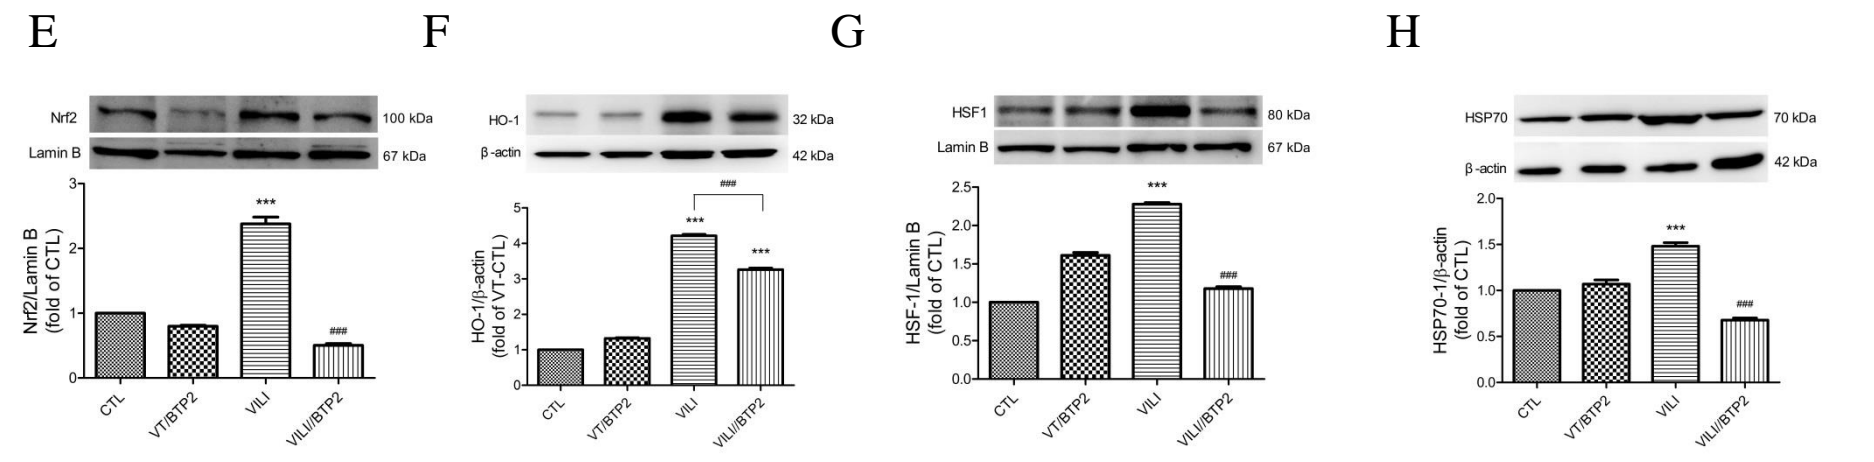 E
Nrf2
100 kDa
Lamin B
67 kDa
Nrf2/Lamin B
(fold of CTL)
3
2
1
0
***
###
CTL
VT/BTP2
VILI
VILI//BTP2
F
HO-1
32 kDa
β-actin
42 kDa
HO-1/β-actin
(fold of VT-CTL)
5
4
3
2
1
0
###
***
***
CTL
VT/BTP2
VILI
VILI//BTP2
G
HSF1
80 kDa
Lamin B
67 kDa
HSF-1/Lamin B
(fold of CTL)
2.5
2.0
1.5
1.0
0.5
0.0
***
###
CTL
VT/BTP2
VILI
VILI//BTP2
H
HSP70
70 kDa
β-actin
42 kDa
HSP70-1/β-actin
(fold of CTL)
2.0
1.5
1.0
0.5
0.0
***
###
CTL
VT/BTP2
VILI
VILI//BTP2